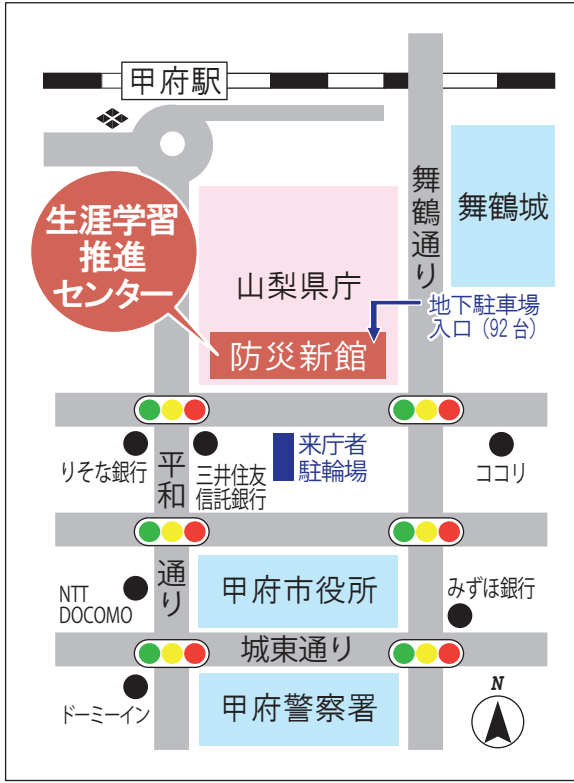 甲府駅
舞鶴通り
舞鶴城
生涯学習
推進
センター
山梨県庁
地下駐車場
入口（92台）
防災新館
りそな銀行
平和通り
三井住友
信託銀行
来庁者
駐輪場
ココリ
NTT
DOCOMO
甲府市役所
みずほ銀行
城東通り
ドーミーイン
甲府警察署
N